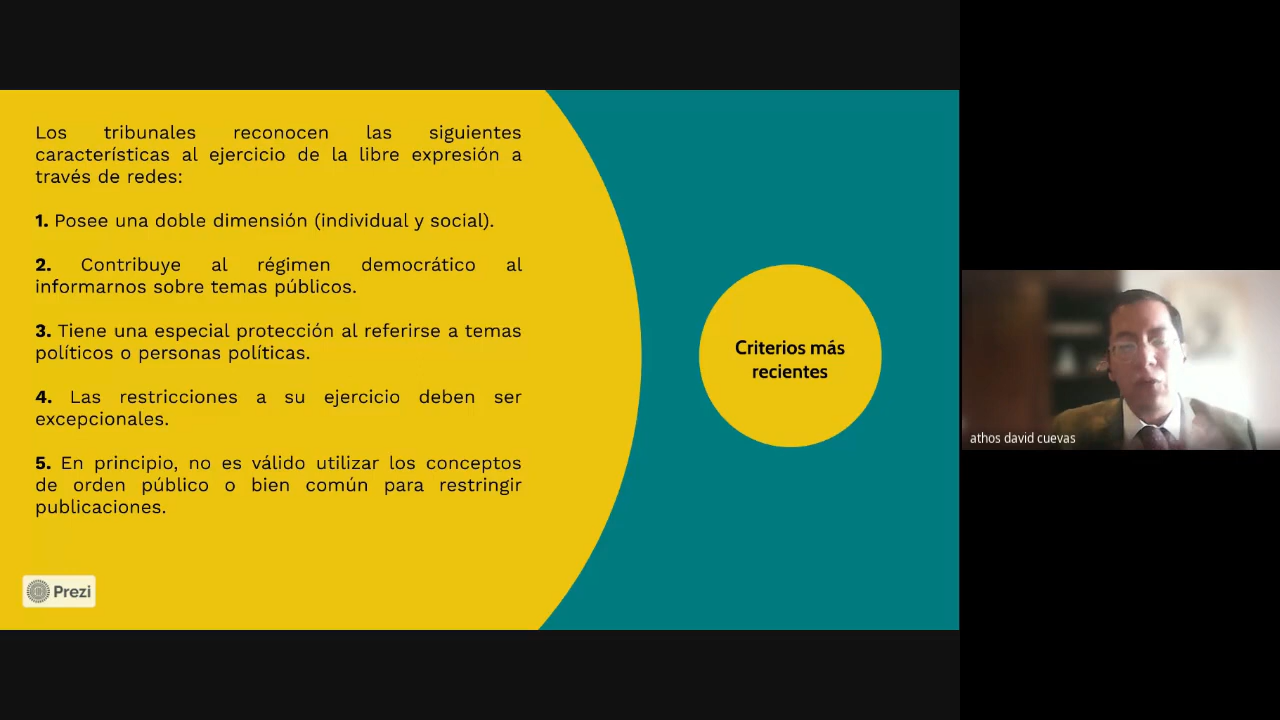 Los tribunales reconocen las siguientes
características al ejercicio de la libre expresión a
través de redes:
1. Posee una doble dimensión (individual y social).
2. Contribuye al régimen democrático al
informarnos sobre temas públicos.
3. Tiene una especial protección al referirse a temas
políticos o personas políticas.
4. Las restricciones a su ejercicio deben ser
excepcionales.
5. En principio, no es válido utilizar los conceptos
de orden público o bien común para restringir
publicaciones.
Prezi
Criterios más
recientes
athos david cuevas